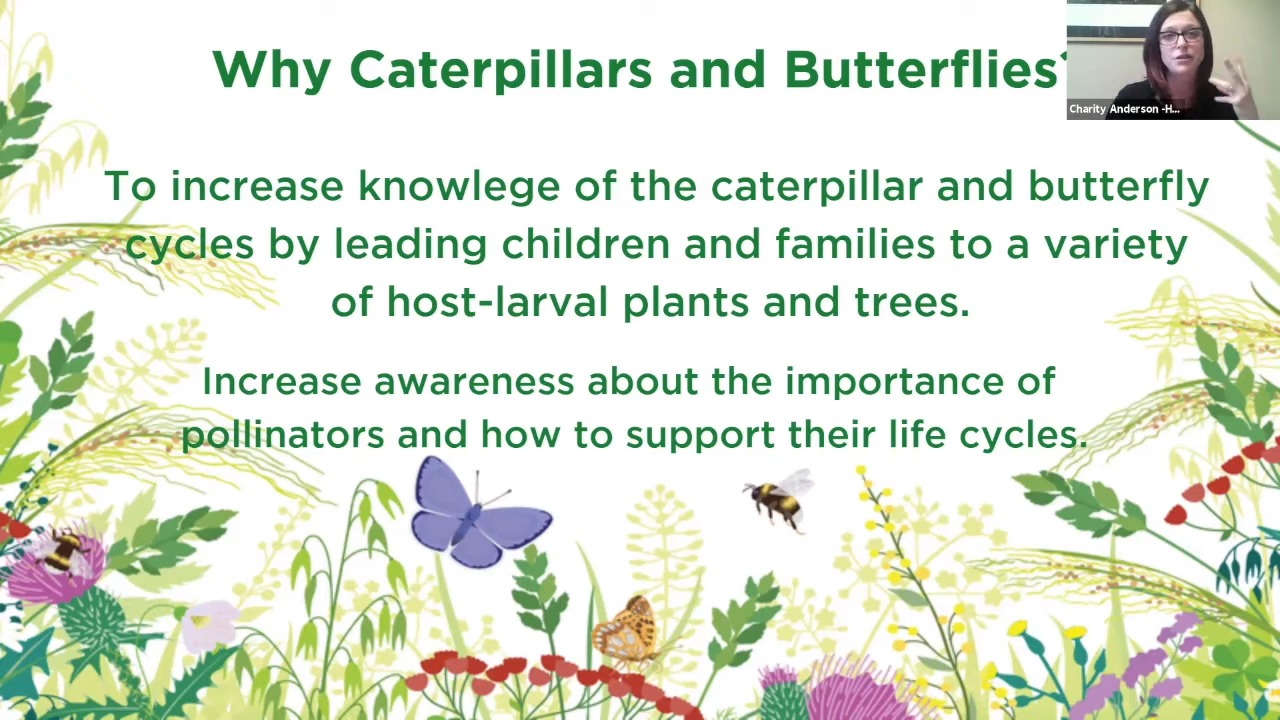 Why Caterpillars and Butterflies?
Charity Anderson -H...
To increase knowlege of the caterpillar and butterfly
cycles by leading children and families to a variety
of host-larval plants and trees.
Increase awareness about the importance of
pollinators and how to support their life cycles.